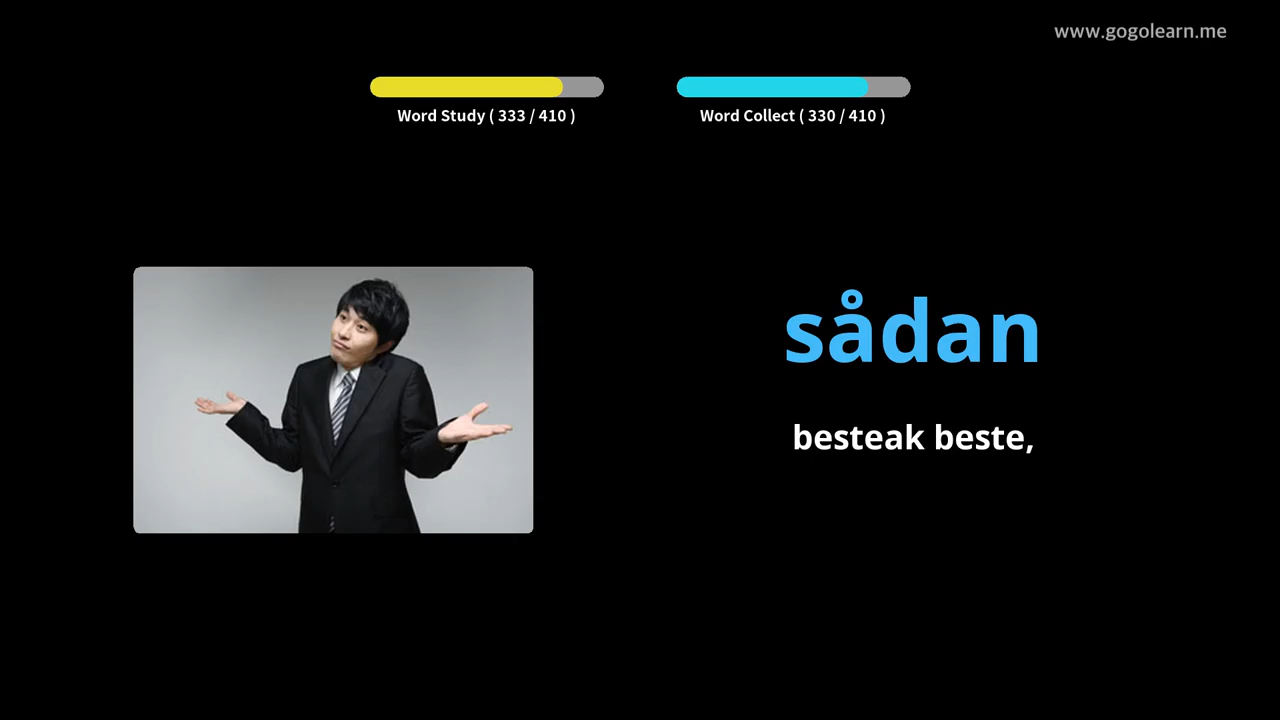 www.gogolearn.me
Word Study ( 333 / 410 )
Word Collect ( 330 / 410 )
sådan
besteak beste,